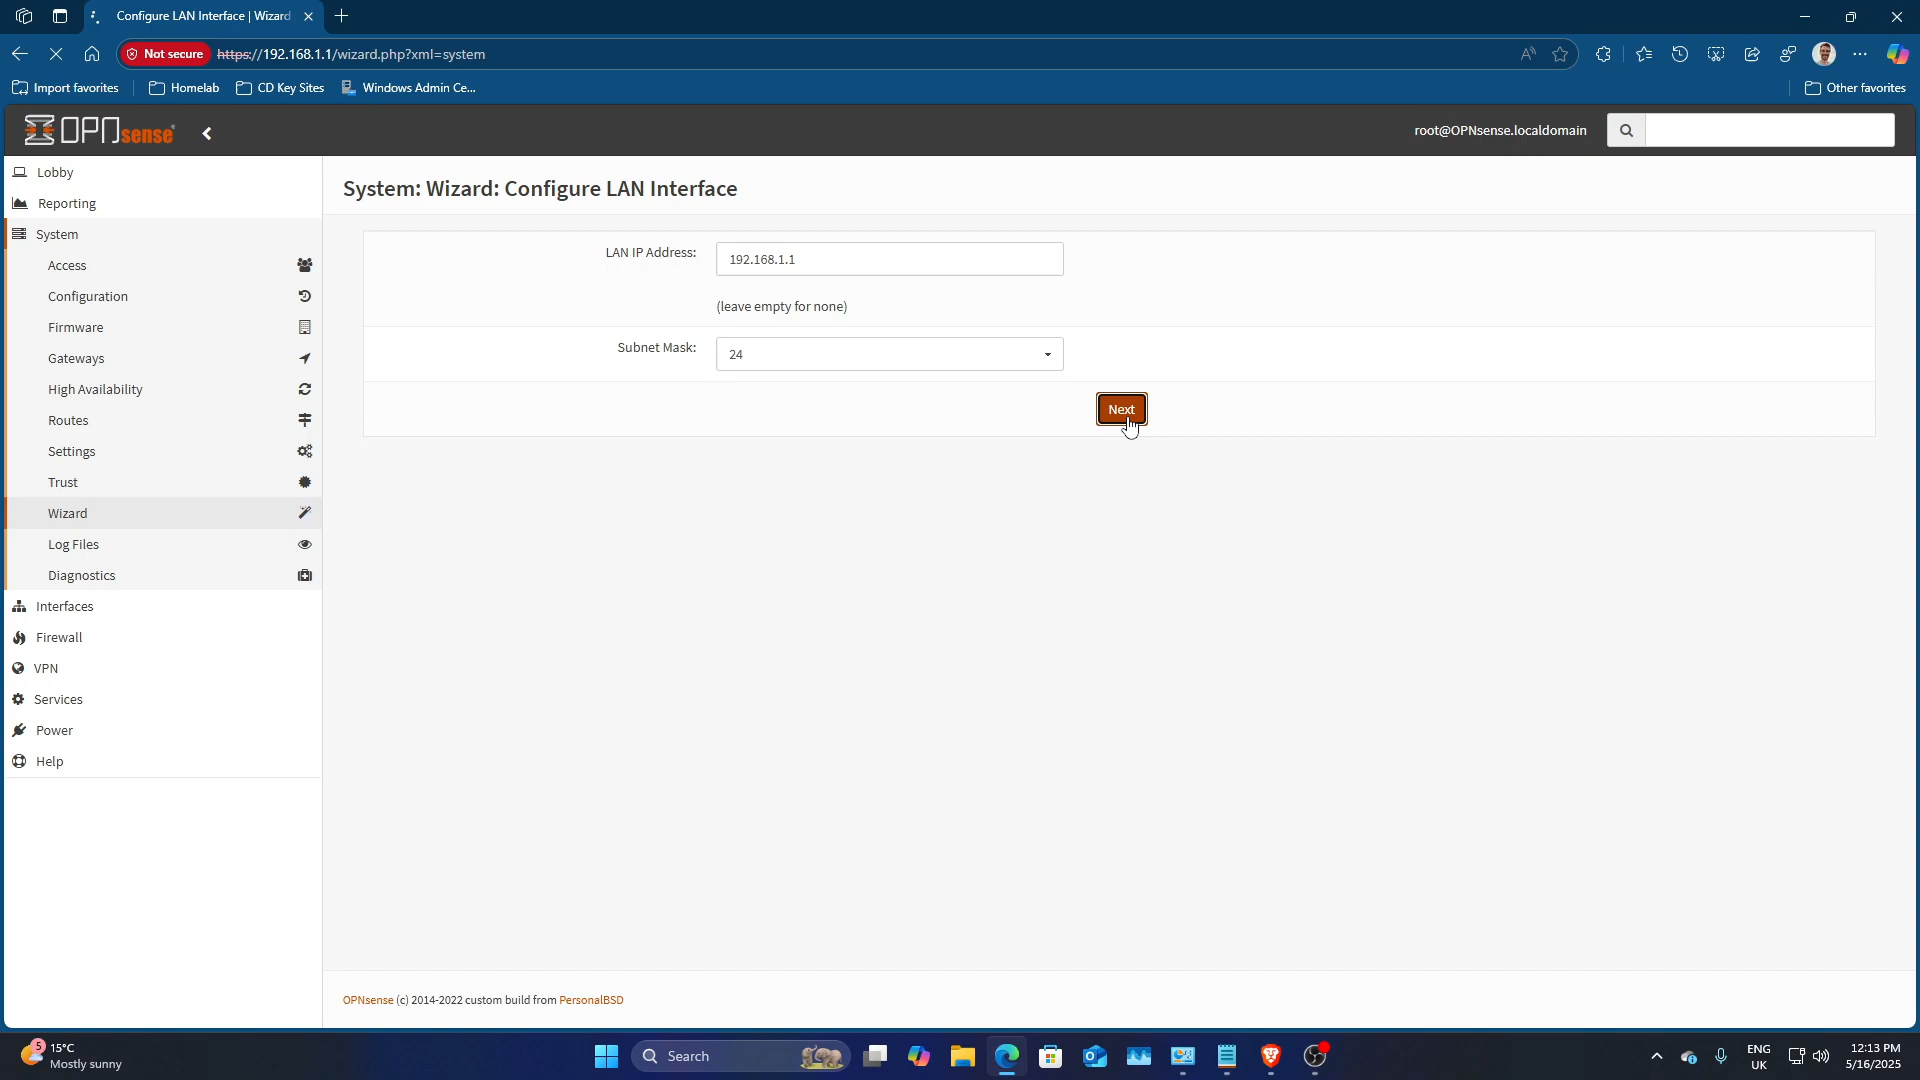 Configure LAN Interface | Wizard
Not secure https://192.168.1.1/wizard.php?xml=system
Import favorites Homelab CD Key Sites Windows Admin Ce... Other favorites
OPNsense root@OPNsense.localdomain
System: Wizard: Configure LAN Interface
Lobby
Reporting
System
Access
Configuration
Firmware
Gateways
High Availability
Routes
Settings
Trust
Wizard
Log Files
Diagnostics
Interfaces
Firewall
VPN
Services
Power
Help
LAN IP Address: 192.168.1.1
(leave empty for none)
Subnet Mask: 24
Next
OPNsense (c) 2014-2022 custom build from PersonalBSD
5 15°C
Mostly sunny
Search
ENG
UK
12:13 PM
5/16/2025